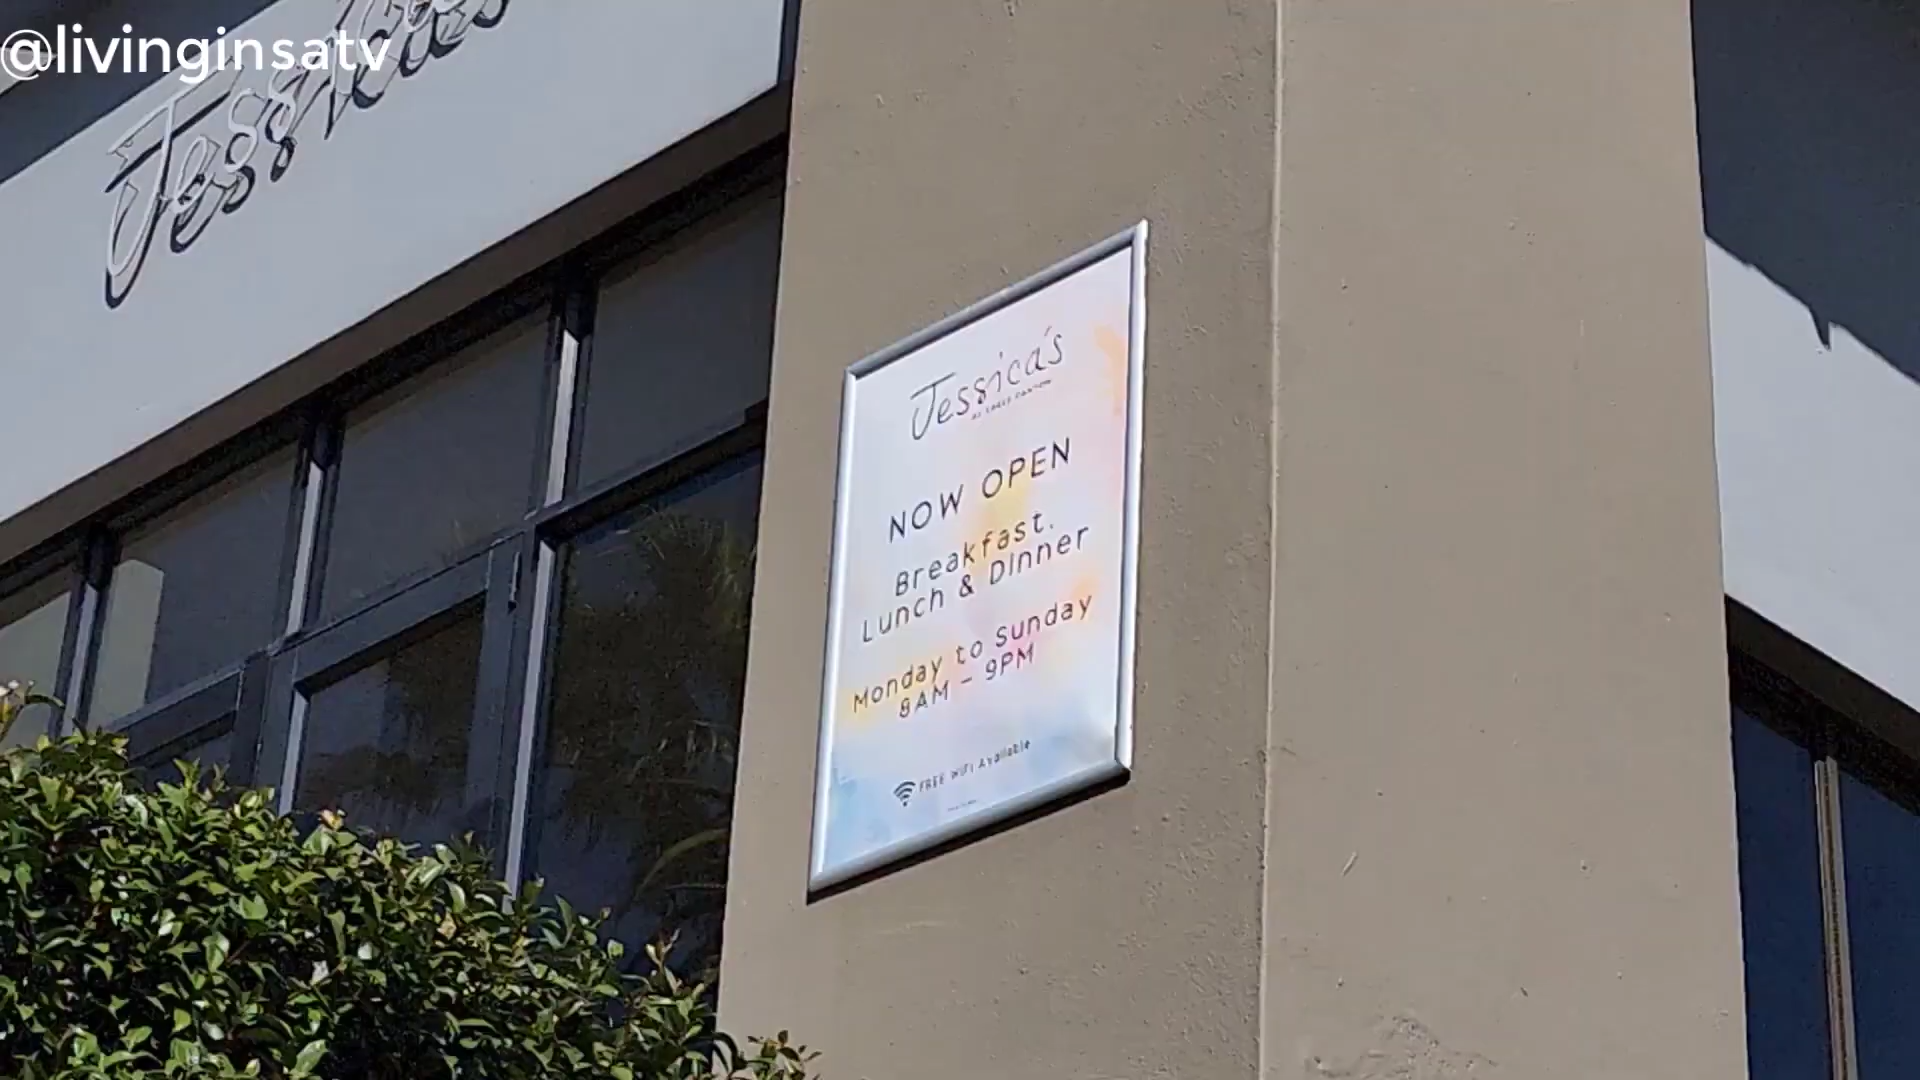 @livinginsatv
Jessica's
Jessica's
NOW OPEN
Breakfast.
Lunch & DInner
Monday to Sunday
8AM - 9PM
FREE WIFI Available